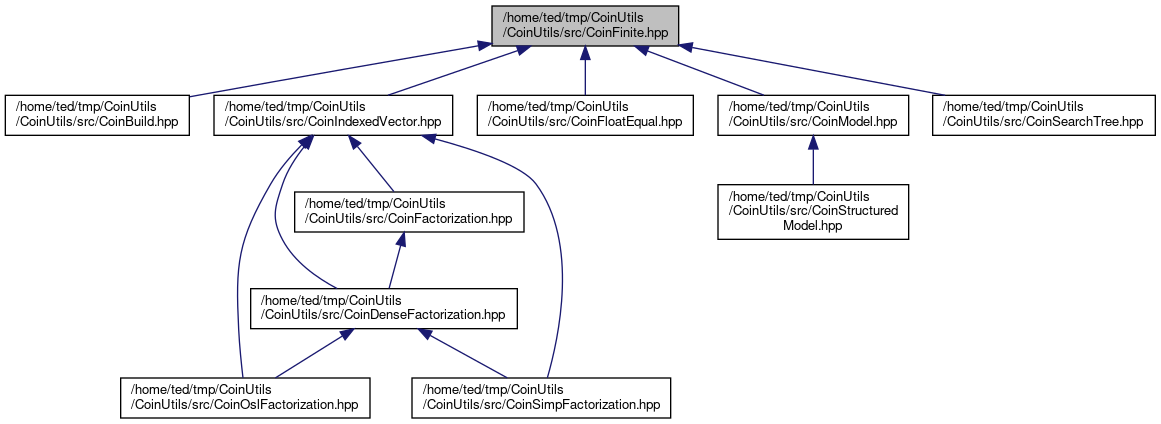 /home/ted/tmp/CoinUtils
/CoinUtils/src/CoinFinite.hpp
/home/ted/tmp/CoinUtils
/CoinUtils/src/CoinBuild.hpp
/home/ted/tmp/CoinUtils
/CoinUtils/src/CoinIndexedVector.hpp
/home/ted/tmp/CoinUtils
/CoinUtils/src/CoinFloatEqual.hpp
/home/ted/tmp/CoinUtils
/CoinUtils/src/CoinModel.hpp
/home/ted/tmp/CoinUtils
/CoinUtils/src/CoinSearchTree.hpp
/home/ted/tmp/CoinUtils
/CoinUtils/src/CoinFactorization.hpp
/home/ted/tmp/CoinUtils
/CoinUtils/src/CoinStructured
Model.hpp
/home/ted/tmp/CoinUtils
/CoinUtils/src/CoinDenseFactorization.hpp
/home/ted/tmp/CoinUtils
/CoinUtils/src/CoinOslFactorization.hpp
/home/ted/tmp/CoinUtils
/CoinUtils/src/CoinSimpFactorization.hpp